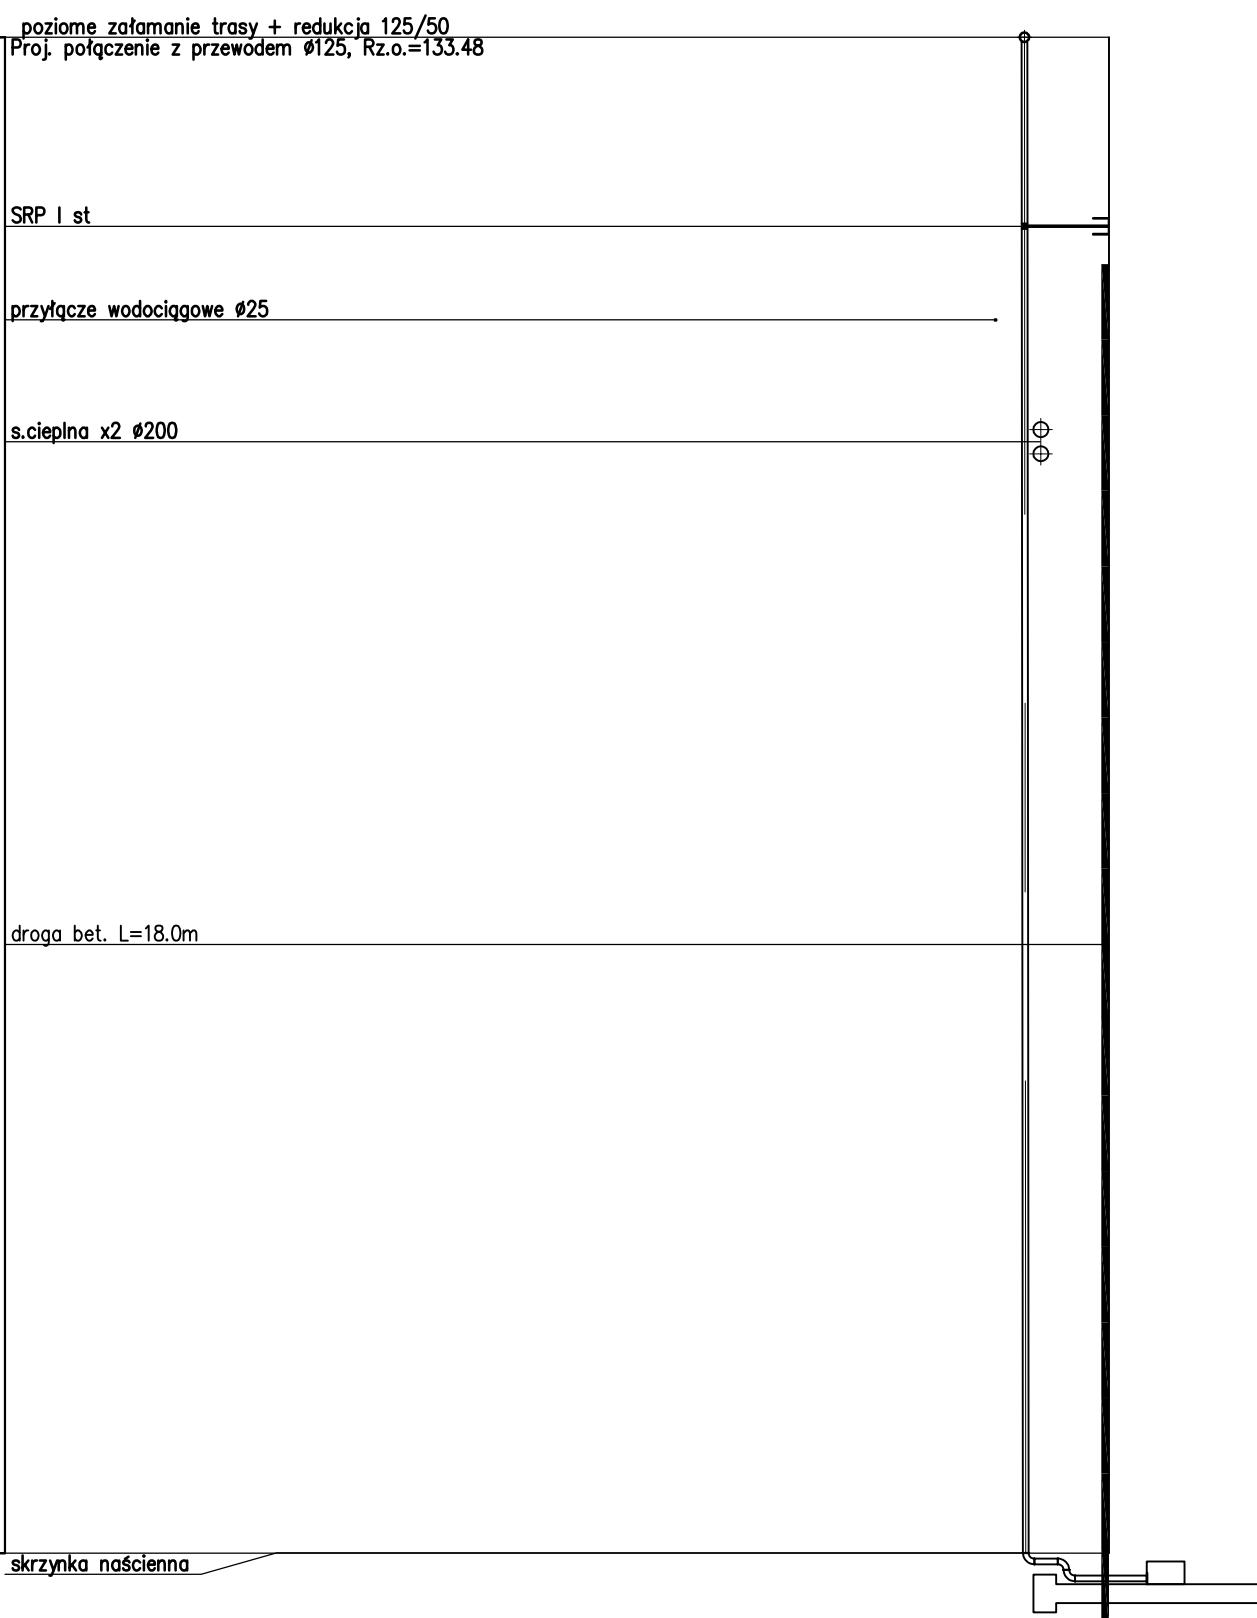 poziome załamanie trasy + redukcja 125/50
Proj. połączenie z przewodem ø125, Rz.o.=133.48
SRP I st
przyłącze wodociągowe ø25
s.cieplna x2 ø200
droga bet. L=18.0m
skrzynka naścienna